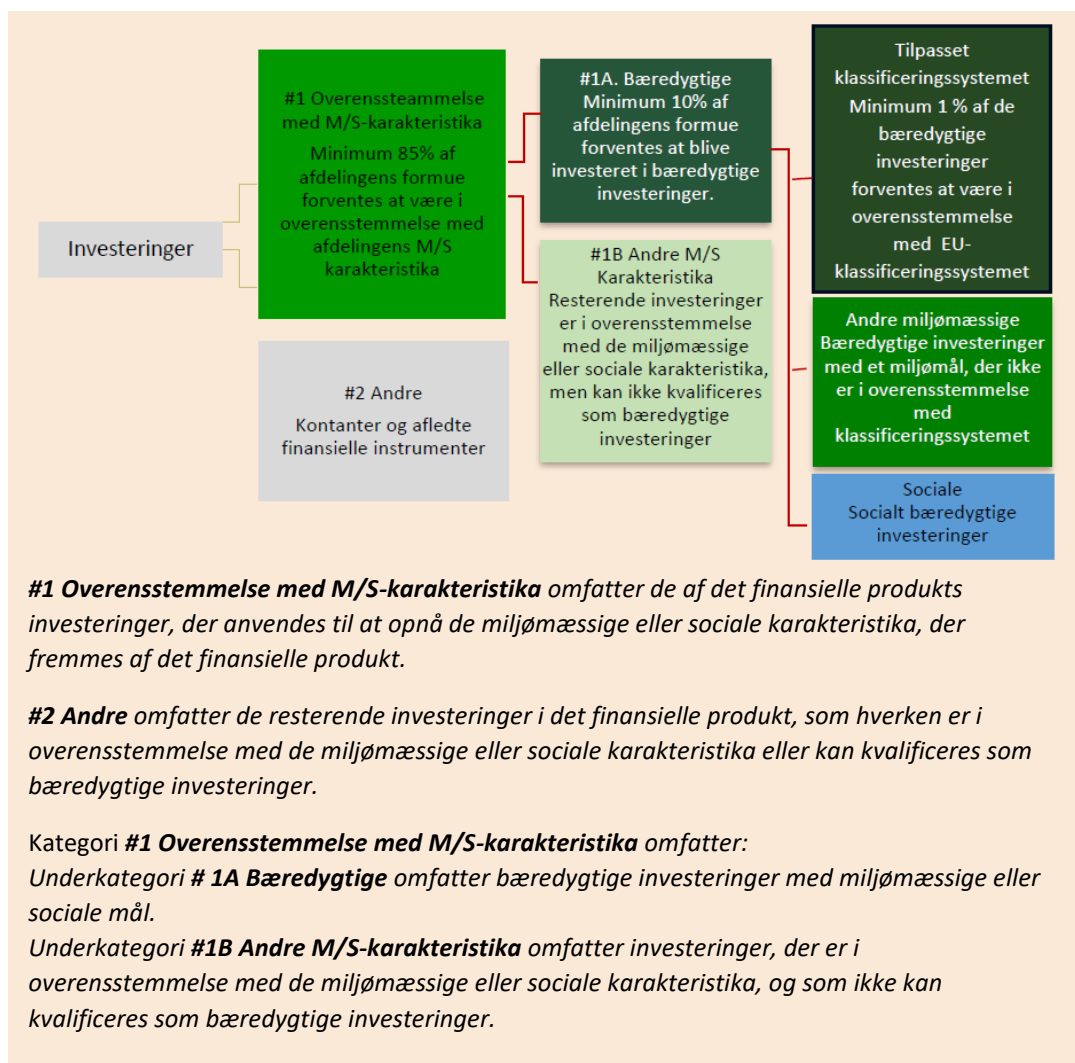 Investeringer
#1 Overenssteammelse
med M/S-karakteristika
Minimum 85% af
afdelingens formue
forventes at være i
overensstemmelse med
afdelingens M/S
karakteristika
#2 Andre
Kontanter og afledte
finansielle instrumenter
#1A. Bæredygtige
Minimum 10% af
afdelingens formue
forventes at blive
investeret i bæredygtige
investeringer.
#1B Andre M/S
Karakteristika
Resterende investeringer
er i overensstemmelse
med de miljømæssige
eller sociale karakteristika,
men kan ikke kvalificeres
som bæredygtige
investeringer
Tilpasset
klassificeringssystemet
Minimum 1 % af de
bæredygtige
investeringer
forventes at være i
overensstemmelse
med EU-
klassificeringssystemet
Andre miljømæssige
Bæredygtige investeringer
med et miljømål, der ikke
er i overensstemmelse
med
klassificeringssystemet
Sociale
Socialt bæredygtige
investeringer
#1 Overensstemmelse med M/S-karakteristika omfatter de af det finansielle produkts
investeringer, der anvendes til at opnå de miljømæssige eller sociale karakteristika, der
fremmes af det finansielle produkt.
#2 Andre omfatter de resterende investeringer i det finansielle produkt, som hverken er i
overensstemmelse med de miljømæssige eller sociale karakteristika eller kan kvalificeres som
bæredygtige investeringer.
Kategori #1 Overensstemmelse med M/S-karakteristika omfatter:
Underkategori # 1A Bæredygtige omfatter bæredygtige investeringer med miljømæssige eller
sociale mål.
Underkategori #1B Andre M/S-karakteristika omfatter investeringer, der er i
overensstemmelse med de miljømæssige eller sociale karakteristika, og som ikke kan
kvalificeres som bæredygtige investeringer.